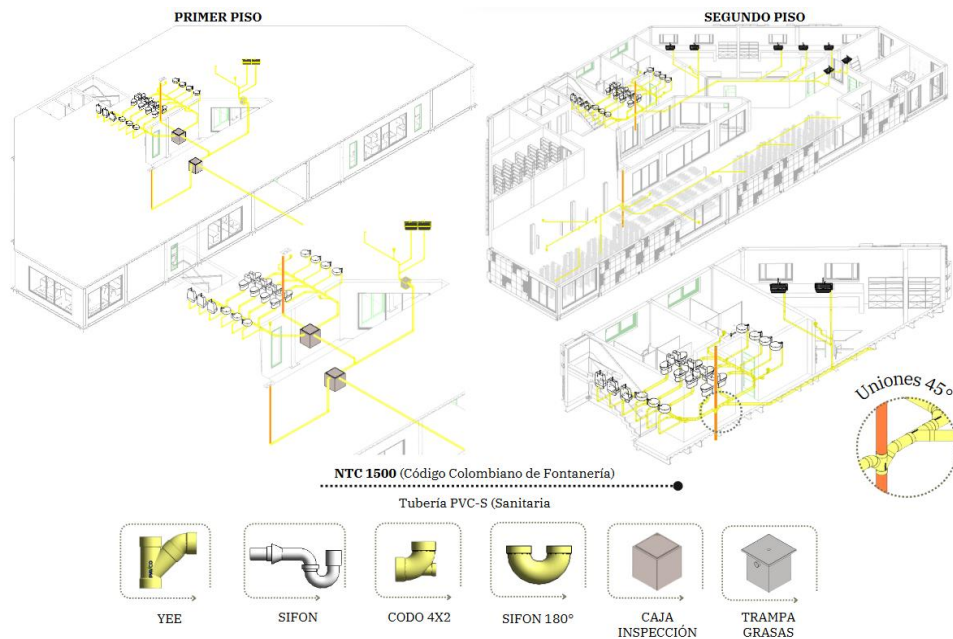 PRIMER PISO
SEGUNDO PISO
Uniones 45°
NTC 1500 (Código Colombiano de Fontanería)
Tubería PVC-S (Sanitaria
YEE
SIFON
CODO 4X2
SIFON 180°
CAJA
INSPECCIÓN
TRAMPA
GRASAS